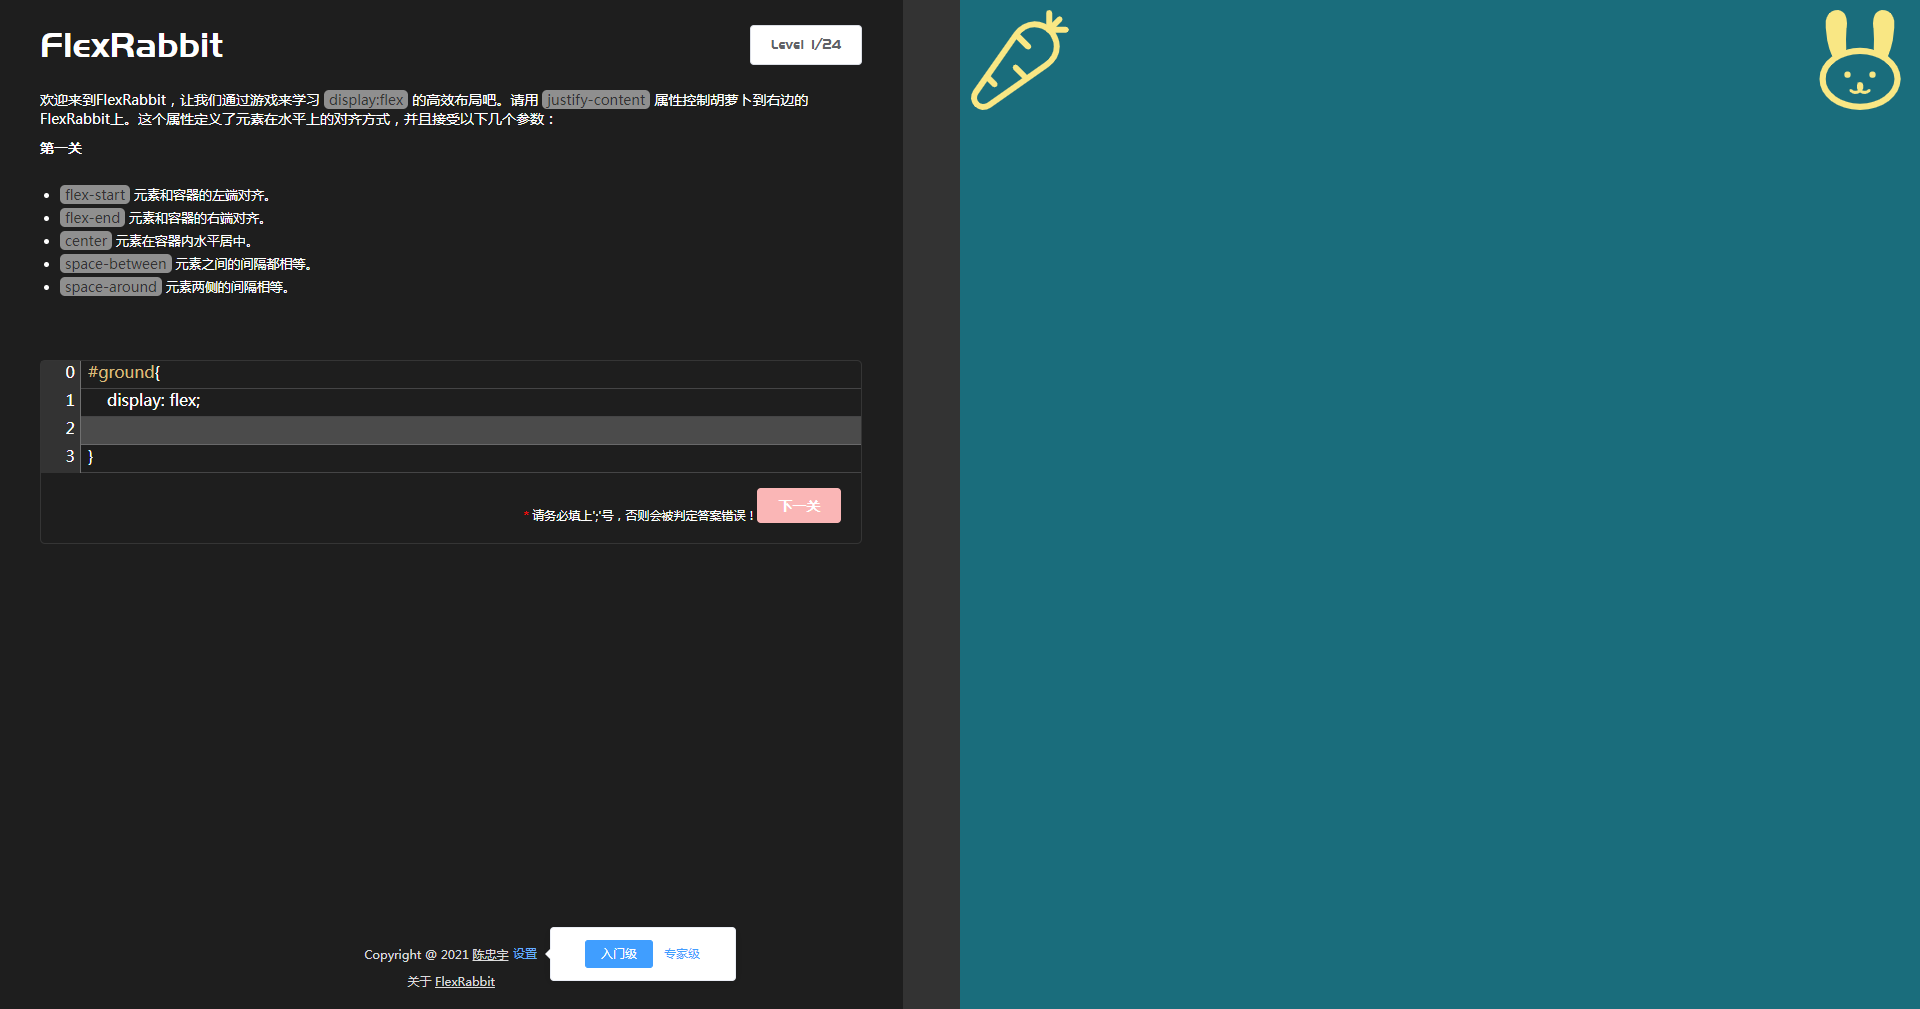 FlexRabbit
Level 1/24
欢迎来到FlexRabbit，让我们通过游戏来学习 display:flex 的高效布局吧。请用 justify-content 属性控制胡萝卜到右边的
FlexRabbit上。这个属性定义了元素在水平上的对齐方式，并且接受以下几个参数：
第一关
flex-start 元素和容器的左端对齐。
flex-end 元素和容器的右端对齐。
center 元素在容器内水平居中。
space-between 元素之间的间隔都相等。
space-around 元素两侧的间隔相等。
0 #ground{
1 display: flex;
2
3 }
* 请务必填上';'号，否则会被判定答案错误！ 下一关
Copyright @ 2021 陈忠宇 设置 入门级 专家级
关于 FlexRabbit